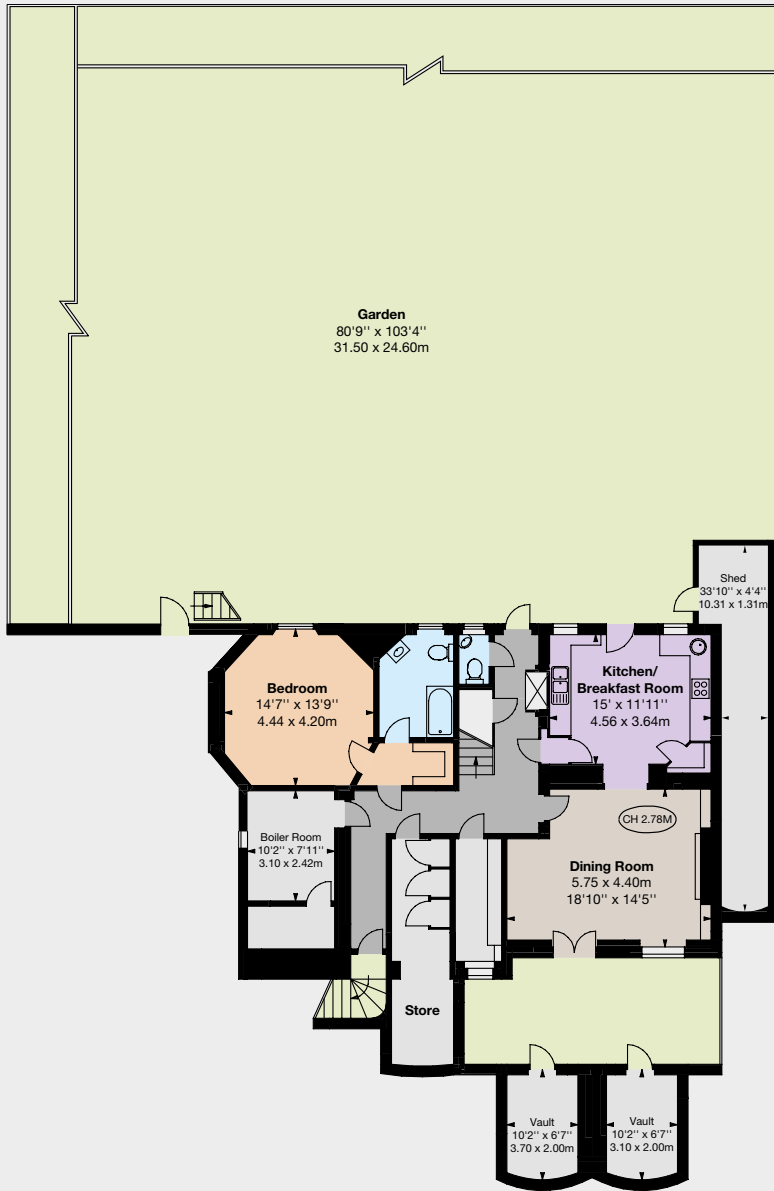 Garden
80'9'' x 103'4''
31.50 x 24.60m
Shed
33'10'' x 4'4''
10.31 x 1.31m
Bedroom
14'7'' x 13'9''
4.44 x 4.20m
Kitchen/
Breakfast Room
15' x 11'11''
4.56 x 3.64m
CH 2.78M
Boiler Room
10'2'' x 7'11''
3.10 x 2.42m
Dining Room
5.75 x 4.40m
18'10'' x 14'5''
Store
Vault
10'2'' x 6'7''
3.70 x 2.00m
Vault
10'2'' x 6'7''
3.10 x 2.00m